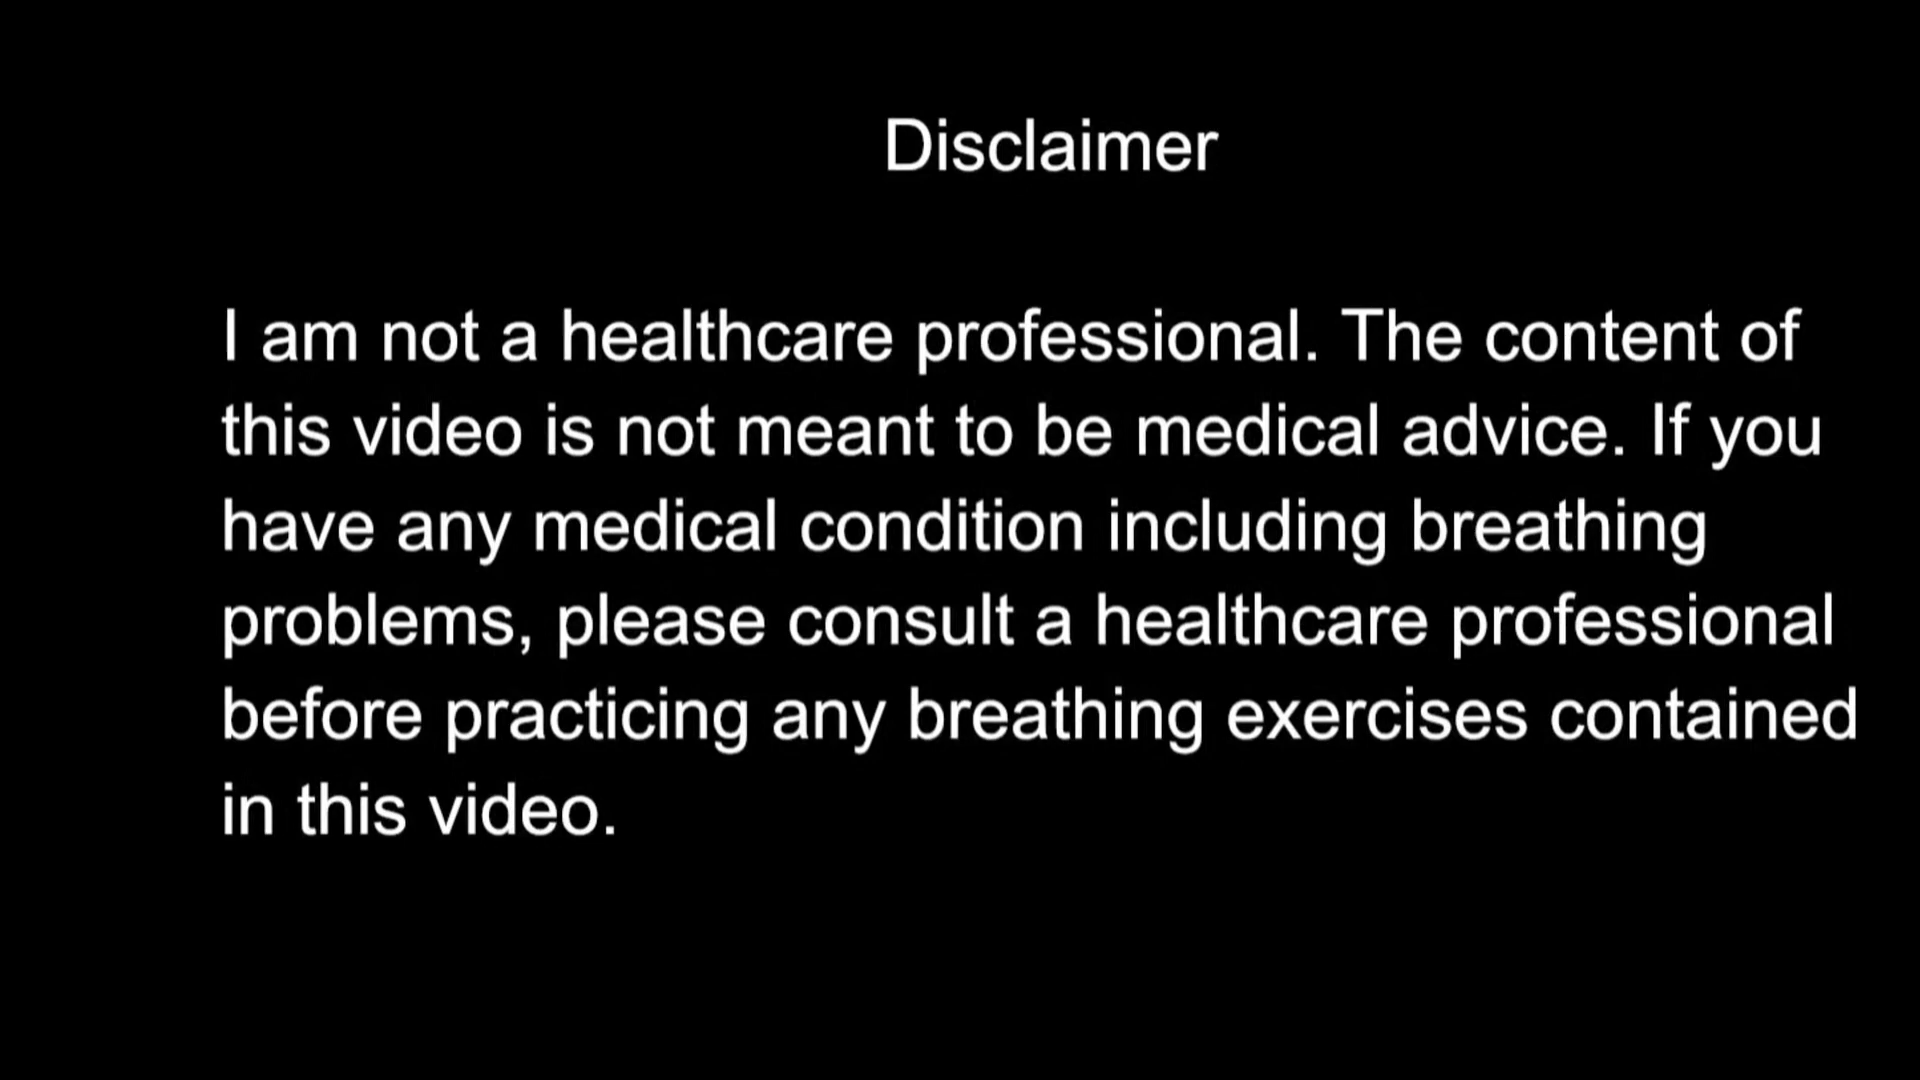 Disclaimer
I am not a healthcare professional. The content of
this video is not meant to be medical advice. If you
have any medical condition including breathing
problems, please consult a healthcare professional
before practicing any breathing exercises contained
in this video.